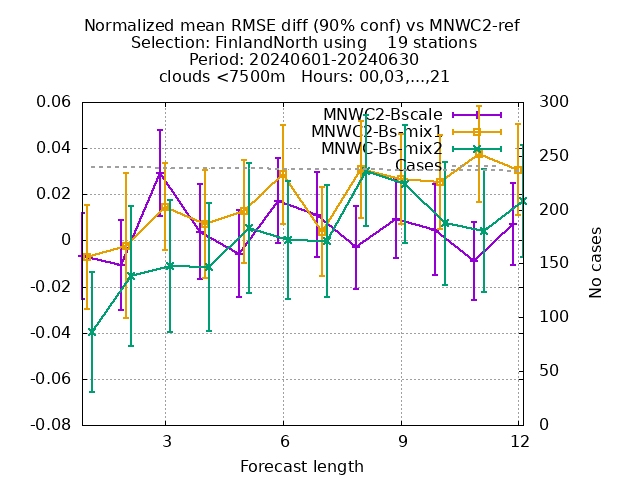 Normalized mean RMSE diff (90% conf) vs MNWC2-ref
Selection: FinlandNorth using 19 stations
Period: 20240601-20240630
clouds <7500m Hours: 00,03,...,21
MNWC2-Bscale
MNWC2-Bs-mix1
MNWC-Bs-mix2
Cases
0.06
0.04
0.02
0
-0.02
-0.04
-0.06
-0.08
300
250
200
150
100
50
0
No cases
3
6
9
12
Forecast length